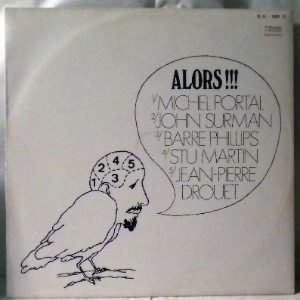 ALORS!!!
1/MICHEL PORTAL
2/JOHN SURMAN
3/BARRE PHILLIPS
4/STU MARTIN
5/JEAN-PIERRE
DROUET
2 4 5
1 3